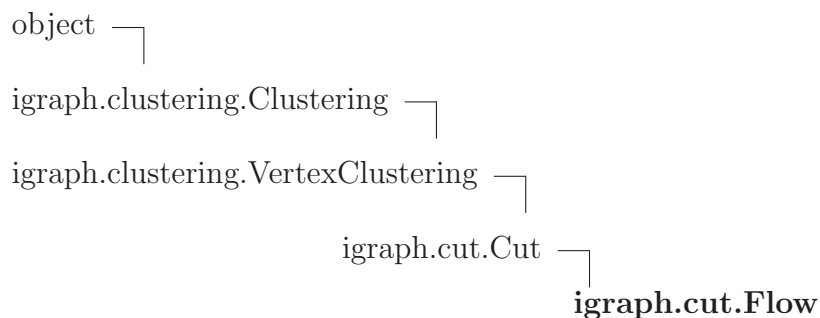 object
igraph.clustering.Clustering
igraph.clustering.VertexClustering
igraph.cut.Cut
igraph.cut.Flow